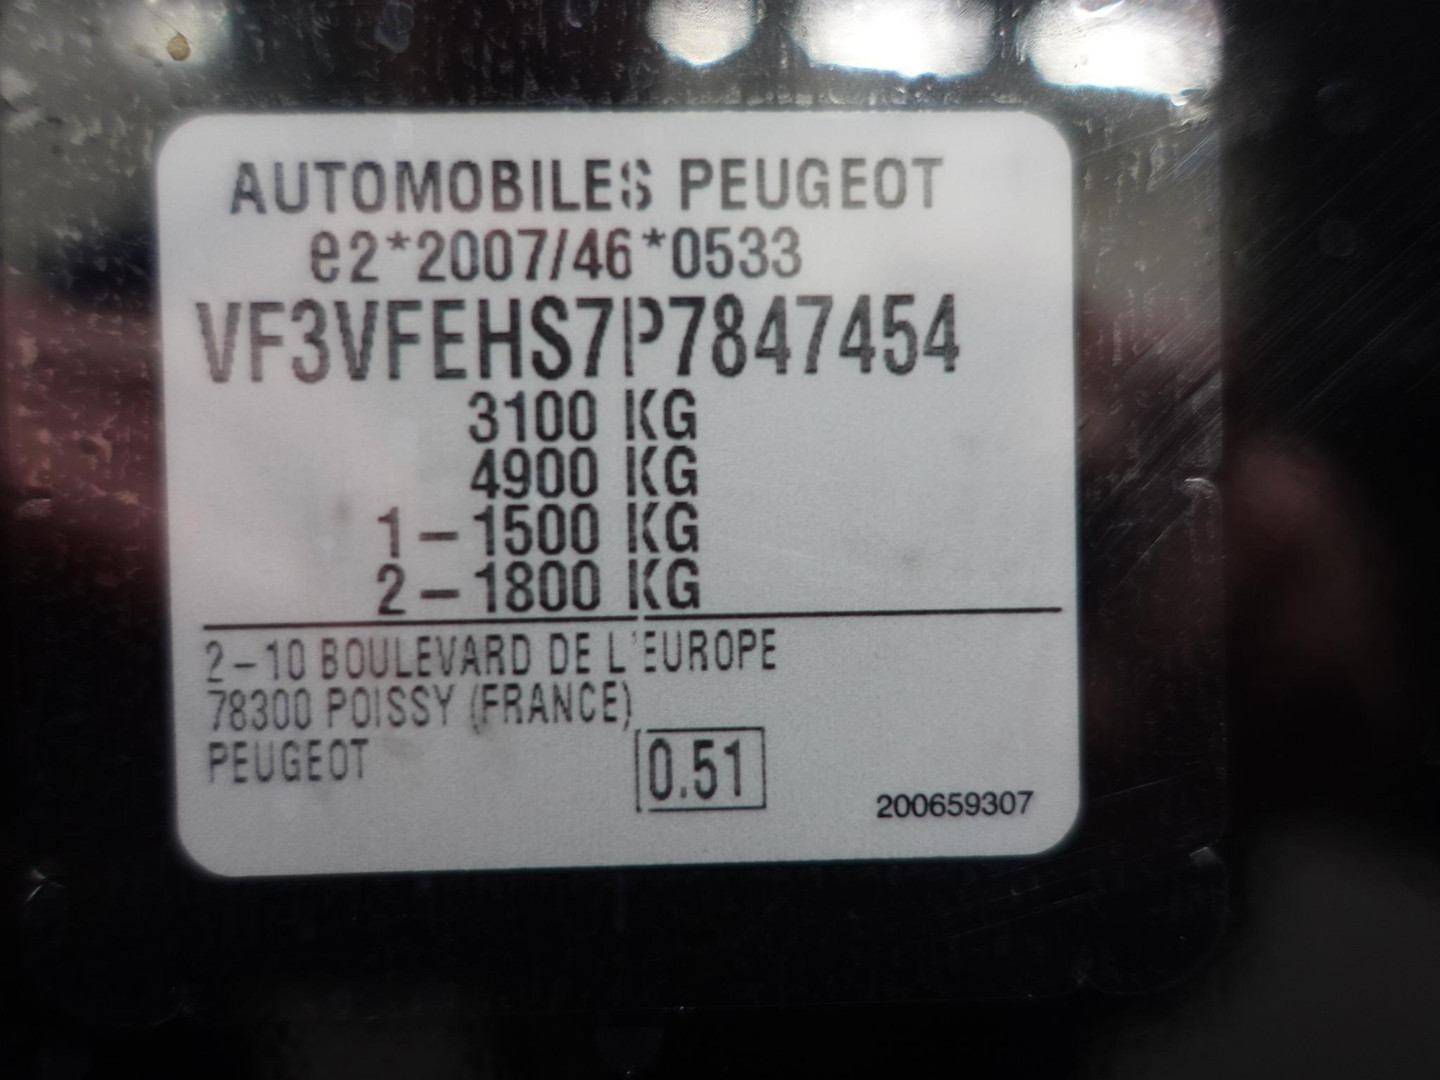 AUTOMOBILES PEUGEOT
e2*2007/46*0533
VF3VFEHS7P7847454
3100 KG
4900 KG
1-1500 KG
2-1800 KG
2-10 BOULEVARD DE L'EUROPE
78300 POISSY (FRANCE)
PEUGEOT
0.51
200659307